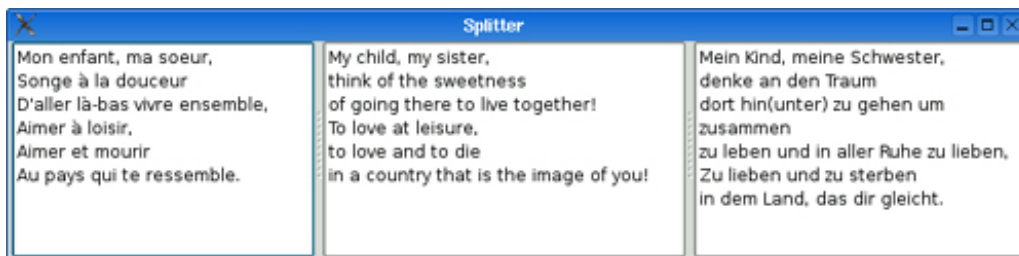 Splitter
Mon enfant, ma soeur,
Songe à la douceur
D'aller là-bas vivre ensemble,
Aimer à loisir,
Aimer et mourir
Au pays qui te ressemble.
My child, my sister,
think of the sweetness
of going there to live together!
To love at leisure,
to love and to die
in a country that is the image of you!
Mein Kind, meine Schwester,
denke an den Traum
dort hin(unter) zu gehen um
zusammen
zu leben und in aller Ruhe zu lieben,
Zu lieben und zu sterben
in dem Land, das dir gleicht.